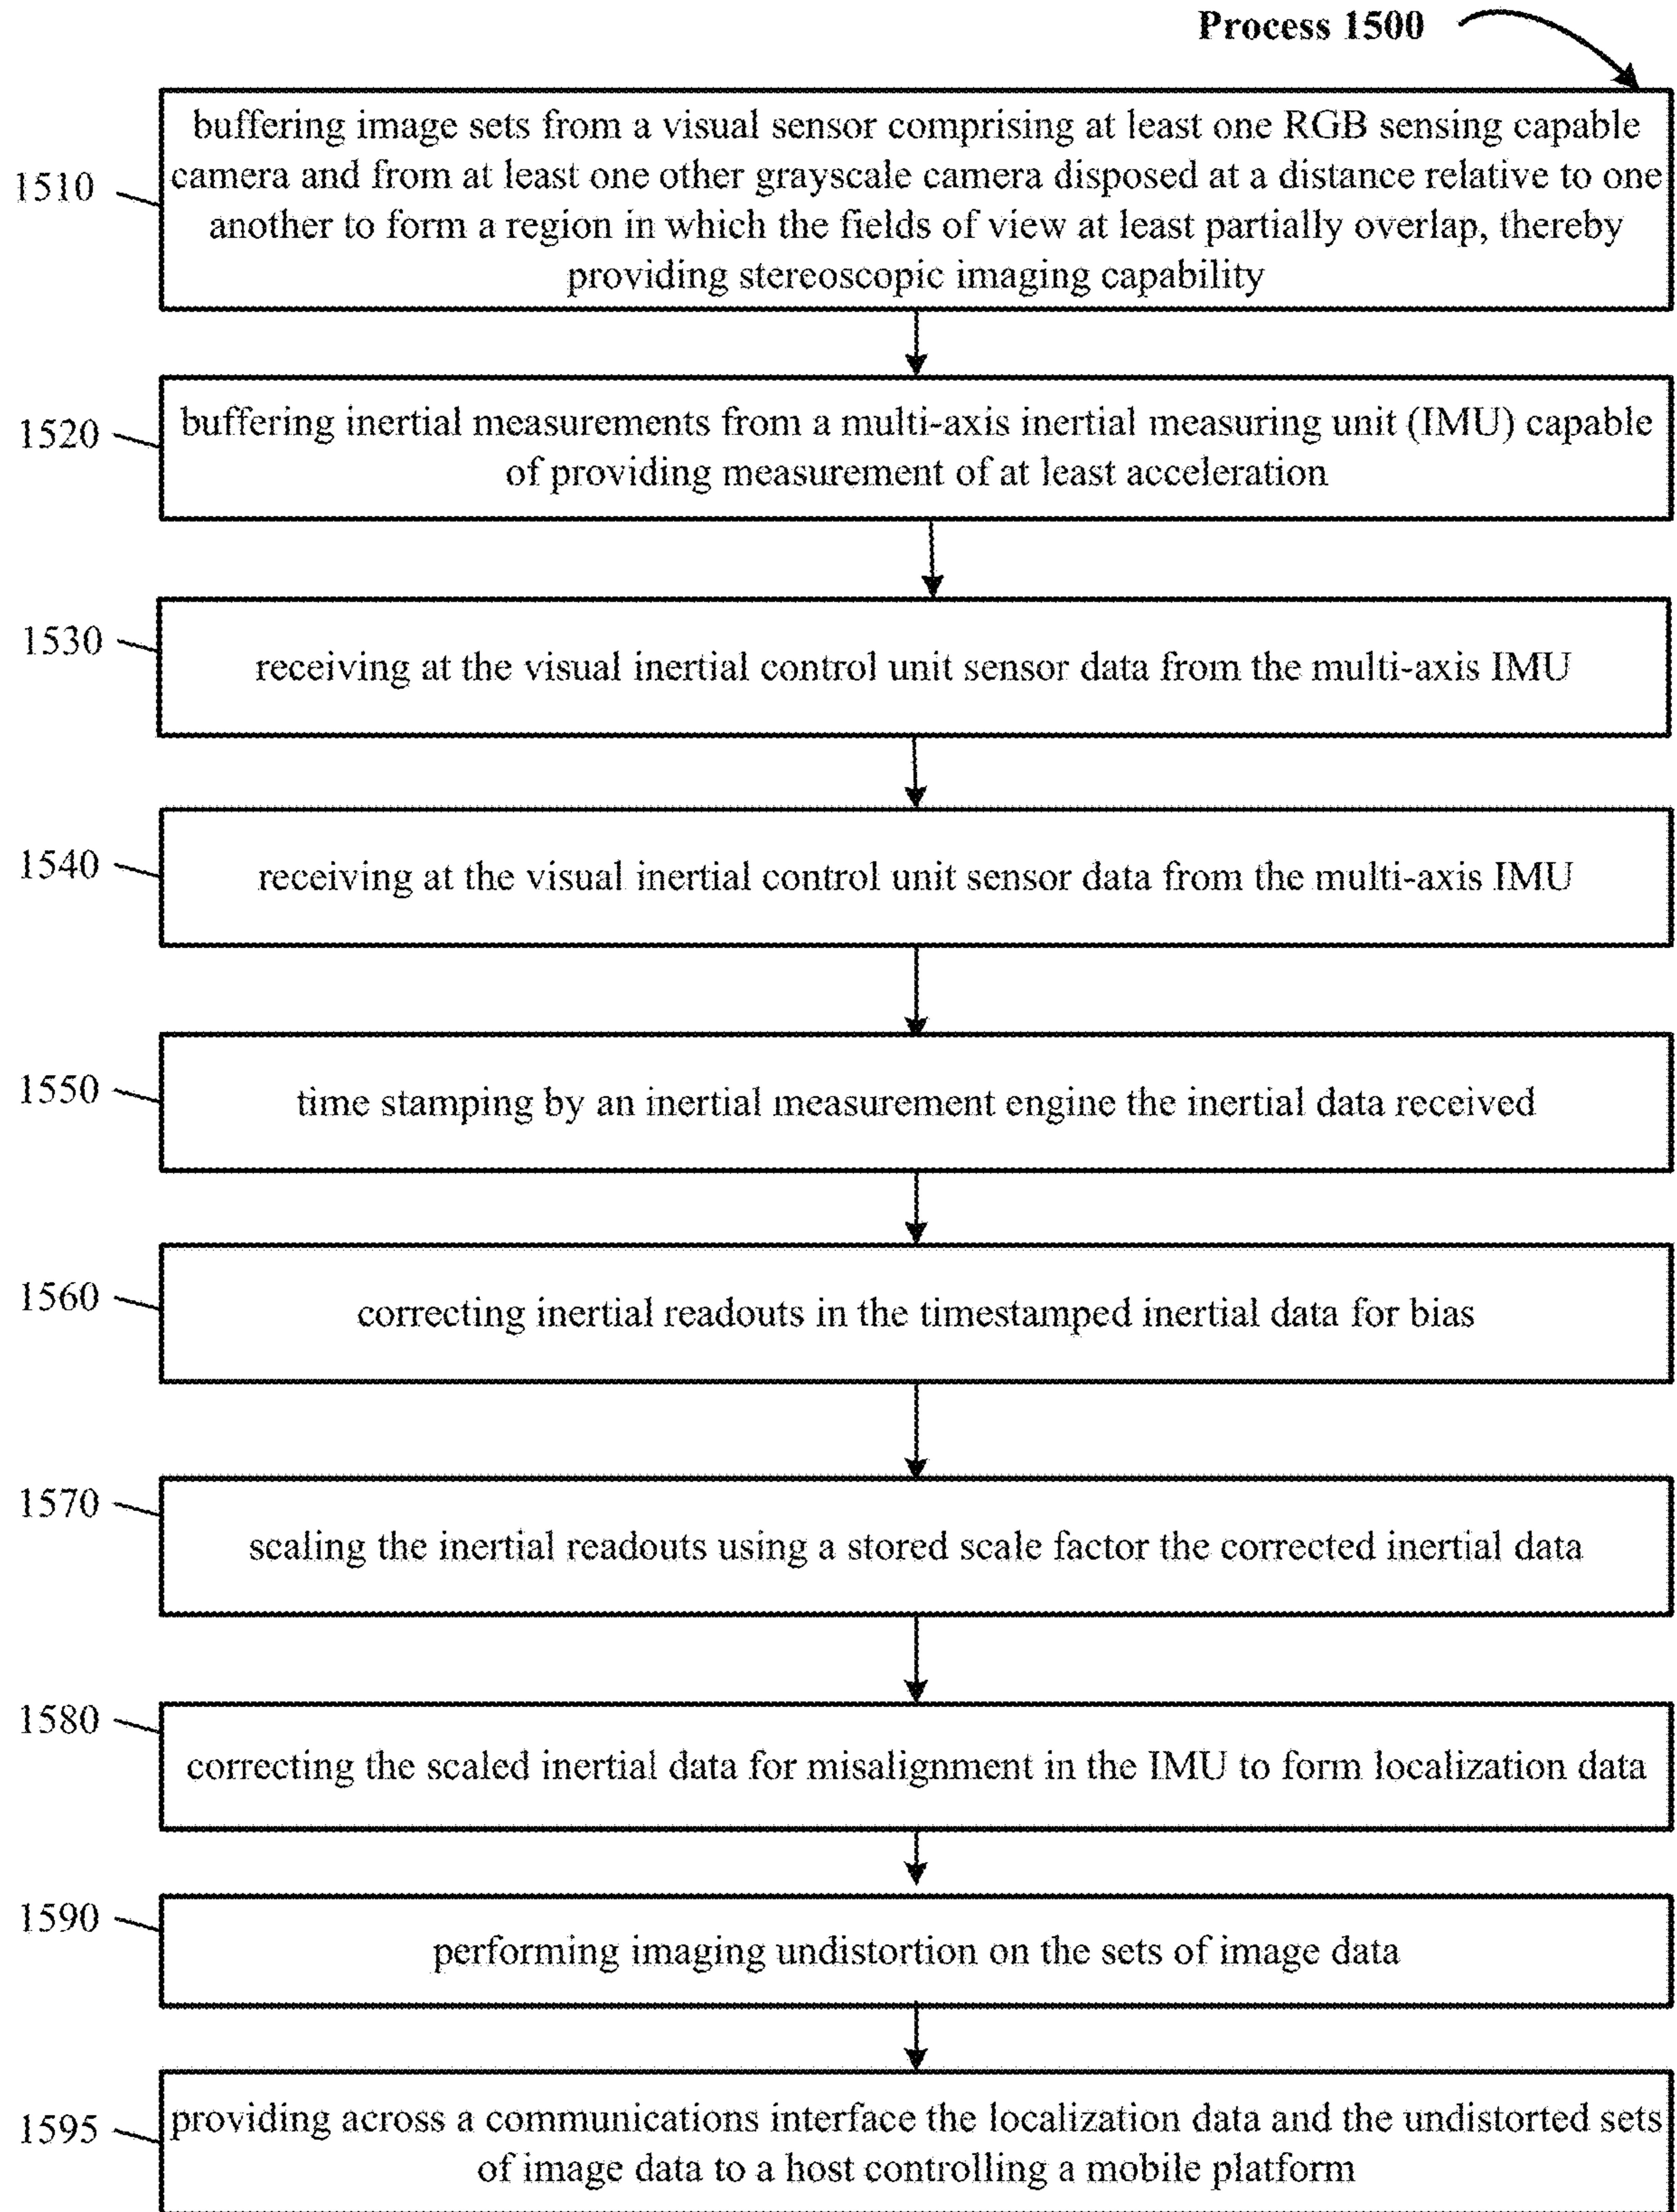 Process 1500
1510
buffering image sets from a visual sensor comprising at least one RGB sensing capable
camera and from at least one other grayscale camera disposed at a distance relative to one
another to form a region in which the fields of view at least partially overlap, thereby
providing stereoscopic imaging capability
1520
buffering inertial measurements from a multi-axis inertial measuring unit (IMU) capable
of providing measurement of at least acceleration
1530
receiving at the visual inertial control unit sensor data from the multi-axis IMU
1540
receiving at the visual inertial control unit sensor data from the multi-axis IMU
1550
time stamping by an inertial measurement engine the inertial data received
1560
correcting inertial readouts in the timestamped inertial data for bias
1570
scaling the inertial readouts using a stored scale factor the corrected inertial data
1580
correcting the scaled inertial data for misalignment in the IMU to form localization data
1590
performing imaging undistortion on the sets of image data
1595
providing across a communications interface the localization data and the undistorted sets
of image data to a host controlling a mobile platform